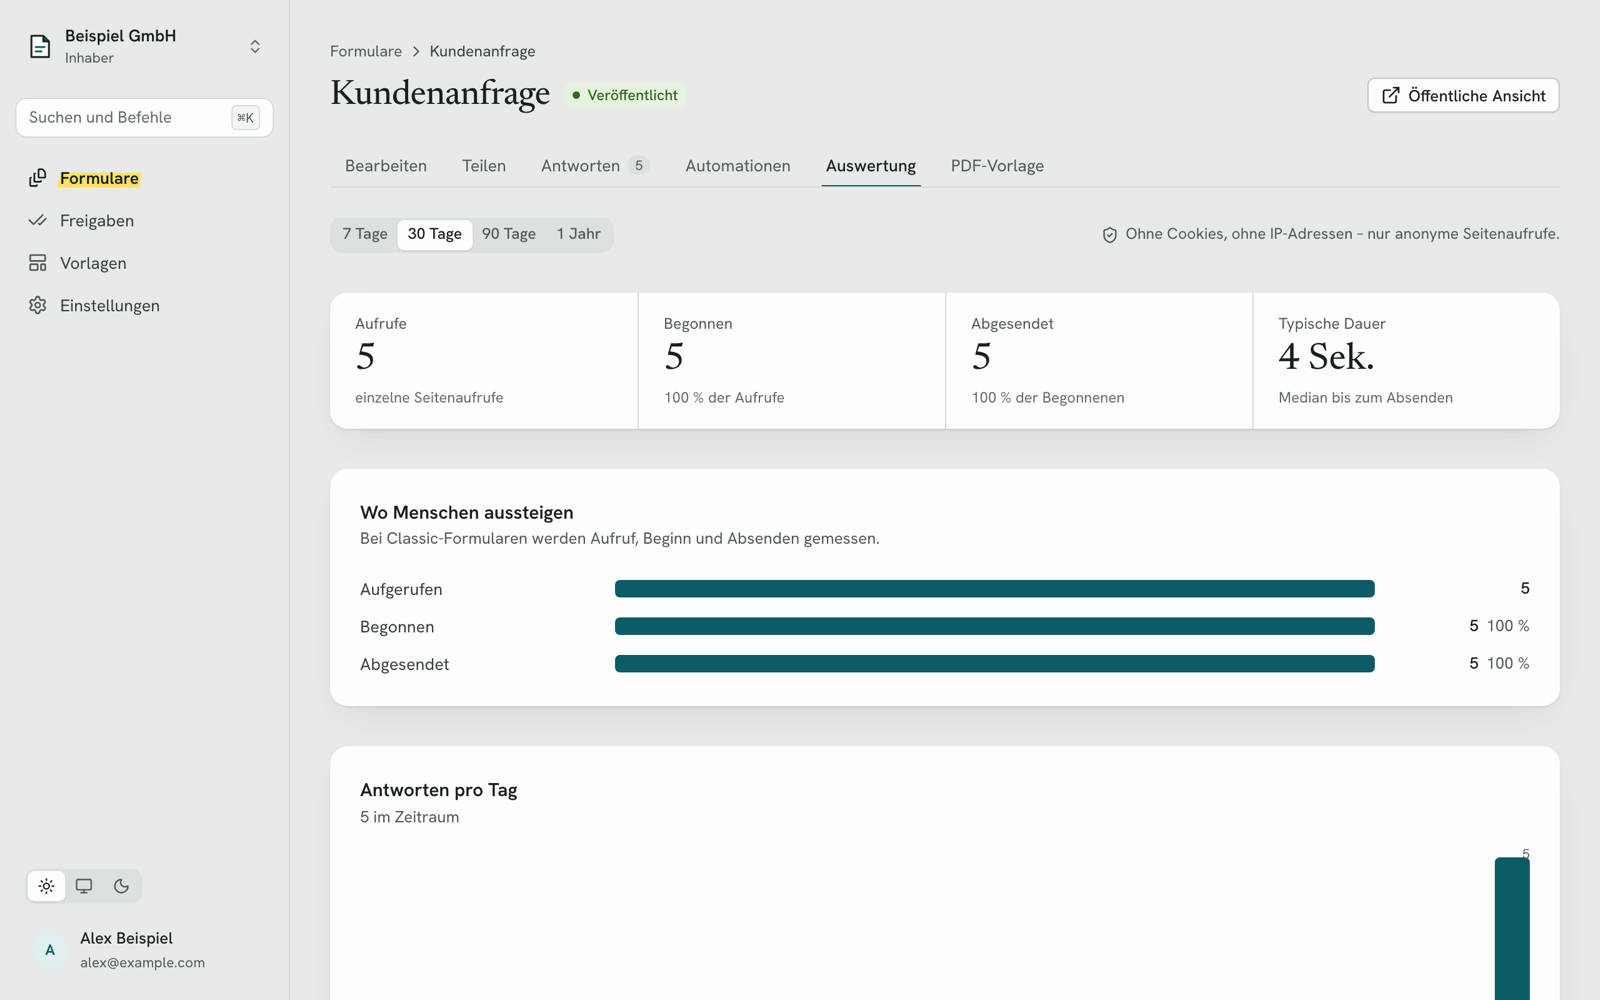 Beispiel GmbH
Inhaber
Suchen und Befehle ⌘K
Formulare
Freigaben
Vorlagen
Einstellungen
Alex Beispiel
A
alex@example.com
Formulare > Kundenanfrage
Kundenanfrage
Veröffentlicht
Öffentliche Ansicht
Bearbeiten Teilen Antworten 5 Automationen Auswertung PDF-Vorlage
7 Tage 30 Tage 90 Tage 1 Jahr
Ohne Cookies, ohne IP-Adressen – nur anonyme Seitenaufrufe.
Aufrufe
5
einzelne Seitenaufrufe
Begonnen
5
100 % der Aufrufe
Abgesendet
5
100 % der Begonnenen
Typische Dauer
4 Sek.
Median bis zum Absenden
Wo Menschen aussteigen
Bei Classic-Formularen werden Aufruf, Beginn und Absenden gemessen.
Aufgerufen 5
Begonnen 5 100 %
Abgesendet 5 100 %
Antworten pro Tag
5 im Zeitraum
5